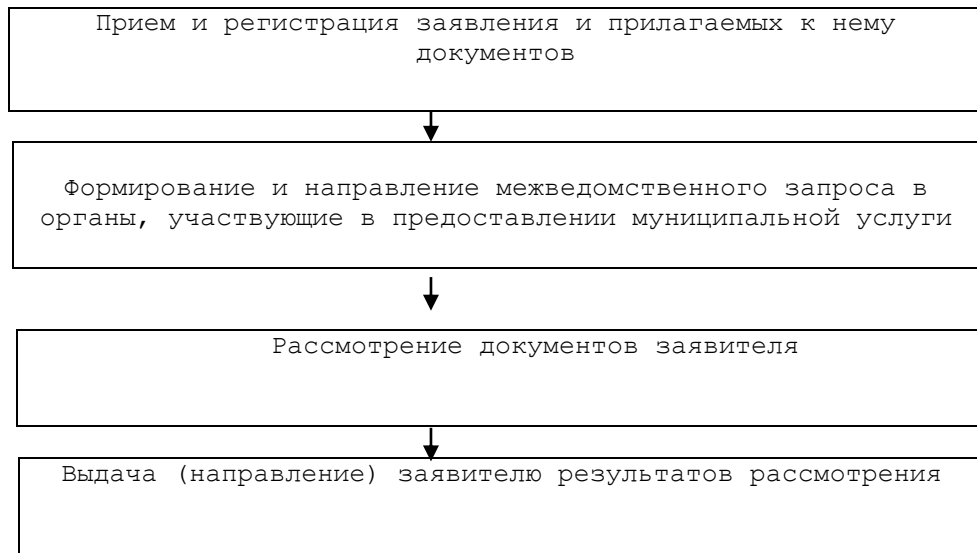 Прием и регистрация заявления и прилагаемых к нему
документов
Формирование и направление межведомственного запроса в
органы, участвующие в предоставлении муниципальной услуги
Рассмотрение документов заявителя
Выдача (направление) заявителю результатов рассмотрения